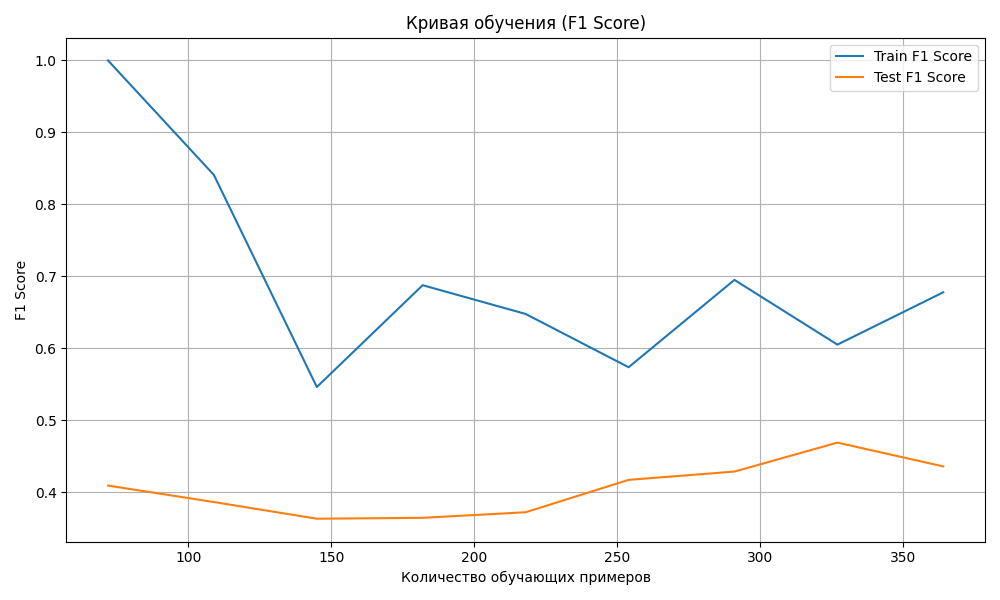 Кривая обучения (F1 Score)
Train F1 Score
Test F1 Score
F1 Score
1.0
0.9
0.8
0.7
0.6
0.5
0.4
100 150 200 250 300 350
Количество обучающих примеров